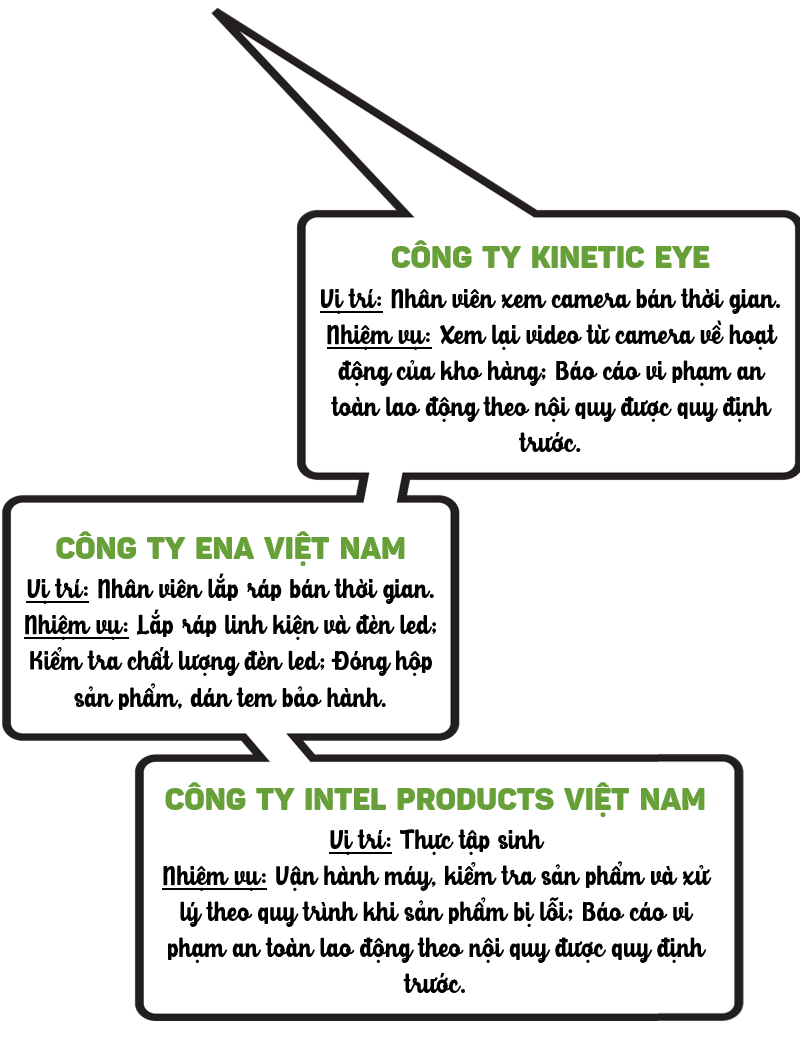 CÔNG TY KINETIC EYE
Vị trí: Nhân viên xem camera bán thời gian.
Nhiệm vụ: Xem lại video từ camera về hoạt
động của kho hàng; Báo cáo vi phạm an
toàn lao động theo nội quy được quy định
trước.
CÔNG TY ENA VIỆT NAM
Vị trí: Nhân viên lắp ráp bán thời gian.
Nhiệm vụ: Lắp ráp linh kiện và đèn led;
Kiểm tra chất lượng đèn led; Đóng hộp
sản phẩm, dán tem bảo hành.
CÔNG TY INTEL PRODUCTS VIỆT NAM
Vị trí: Thực tập sinh
Nhiệm vụ: Vận hành máy, kiểm tra sản phẩm và xử
lý theo quy trình khi sản phẩm bị lỗi; Báo cáo vi
phạm an toàn lao động theo nội quy được quy định
trước.